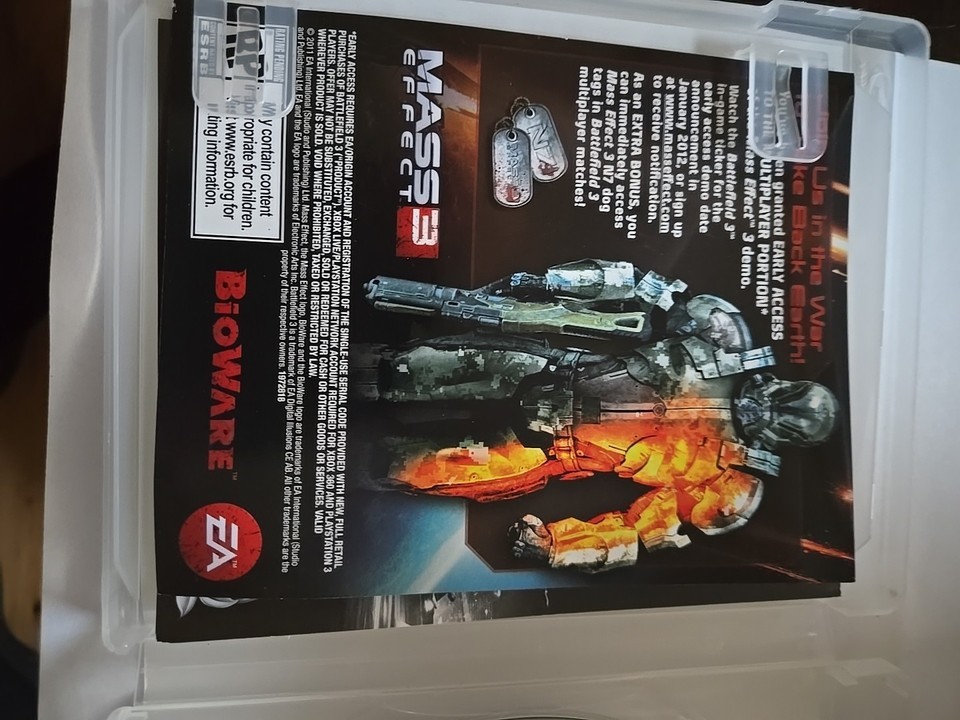 Us in the War
ke Back Earth!
en granted EARLY ACCESS
ULTIPLAYER PORTION*
Effect™ 3 demo.
Watch the Battlefield 3™
in-game ticker for the
early access demo date
announcement in
January 2012, or sign up
at www.masseffect.com
to receive notification.
As an EXTRA BONUS, you
can immediately access
Mass Effect 3 N7 dog
tags in Battlefield 3
multiplayer matches!
N7
MASS
EFFECT 3
*EARLY ACCESS REQUIRES EA/ORIGIN ACCOUNT AND REGISTRATION OF THE SINGLE-USE SERIAL CODE PROVIDED WITH NEW, FULL RETAIL
PURCHASES OF BATTLEFIELD 3 ("PRODUCT"). XBOX LIVE/PLAYSTATION NETWORK ACCOUNT REQUIRED FOR XBOX 360 AND PLAYSTATION 3
PLAYERS. OFFER MAY NOT BE SUBSTITUTED, EXCHANGED, SOLD OR REDEEMED FOR CASH OR OTHER GOODS OR SERVICES. VALID
WHEREVER PRODUCT IS SOLD. VOID WHERE PROHIBITED, TAXED OR RESTRICTED BY LAW.
© 2011 EA International (Studio and Publishing) Ltd. Mass Effect, the Mass Effect logo, BioWare and the BioWare logo are trademarks of EA International (Studio
and Publishing) Ltd. EA and the EA logo are trademarks of Electronic Arts Inc. Battlefield 3 is a trademark of EA Digital Illusions CE AB. All other trademarks are the
property of their respective owners. 1972818
RATING PENDING
RP
ESRB
May contain content
inappropriate for children.
Visit www.esrb.org for
rating information.
BIOWARE™
EA™